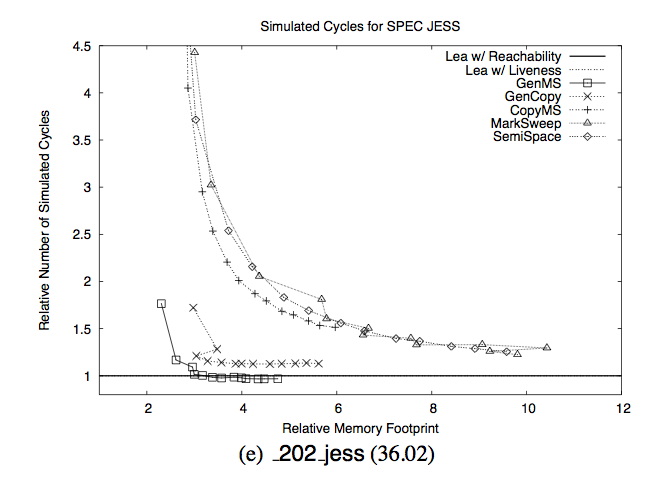 Simulated Cycles for SPEC JESS
4.5
4
3.5
3
2.5
2
1.5
1
Relative Number of Simulated Cycles
Lea w/ Reachability
Lea w/ Liveness
GenMS
GenCopy
CopyMS
MarkSweep
SemiSpace
2 4 6 8 10 12
Relative Memory Footprint
(e) _202_jess (36.02)